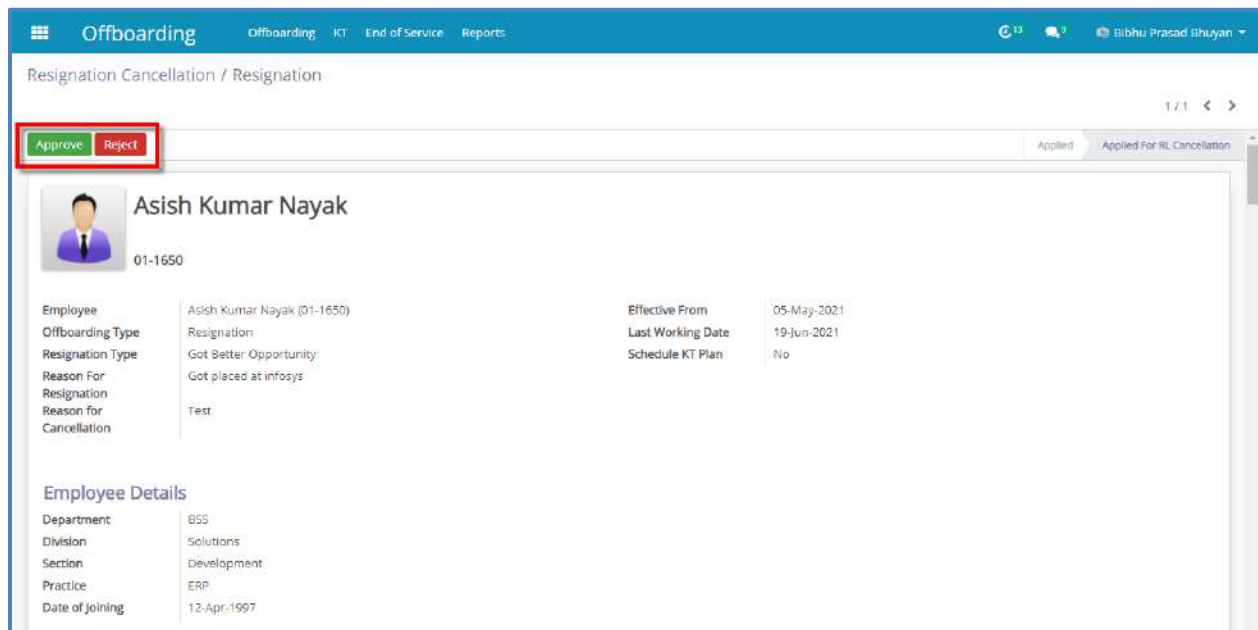 Offboarding Offboarding KT End of Service Reports 13 Bibhu Prasad Bhuyan
Resignation Cancellation / Resignation
1 / 1
Approve Reject Applied Applied For RL Cancellation
Asish Kumar Nayak
01-1650
Employee Asish Kumar Nayak (01-1650) Effective From 05-May-2021
Offboarding Type Resignation Last Working Date 19-Jun-2021
Resignation Type Got Better Opportunity Schedule KT Plan No
Reason For Got placed at infosys
Resignation
Reason for Test
Cancellation
Employee Details
Department BSS
Division Solutions
Section Development
Practice ERP
Date of Joining 12-Apr-1997